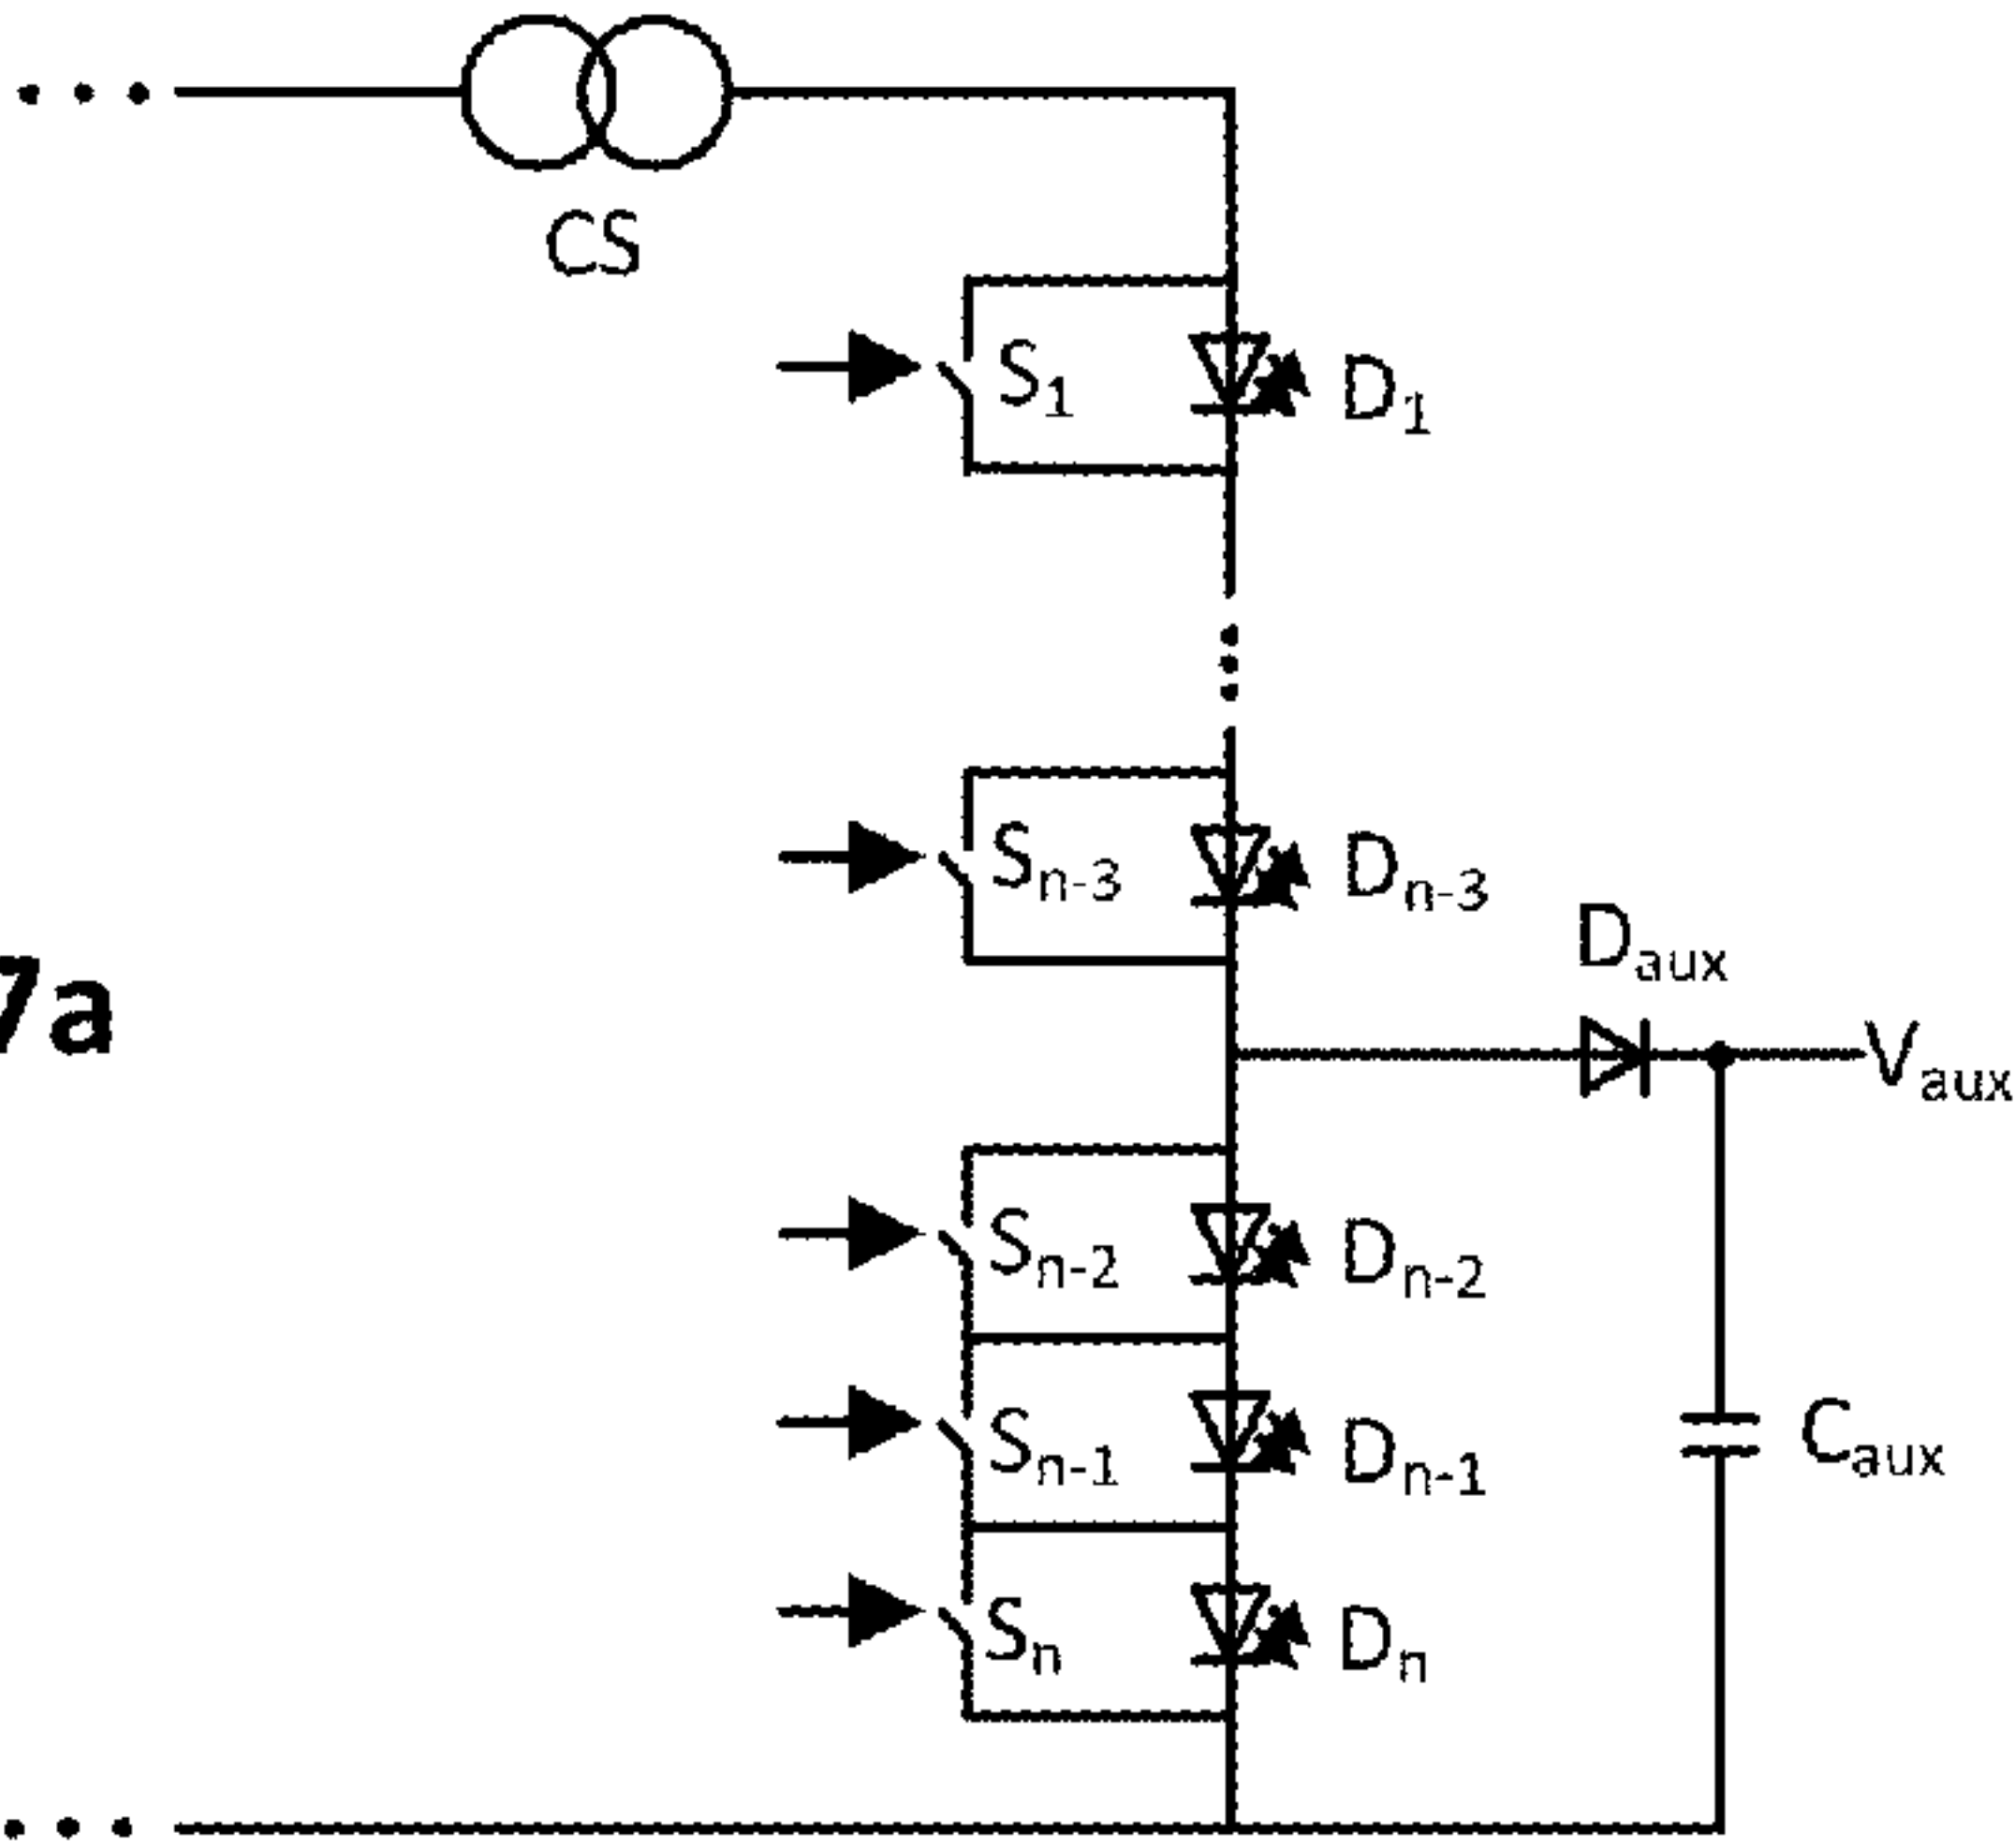 CS
S1
D1
Sn-3
Dn-3
Daux
7a
Vaux
Sn-2
Dn-2
Sn-1
Dn-1
Caux
Sn
Dn